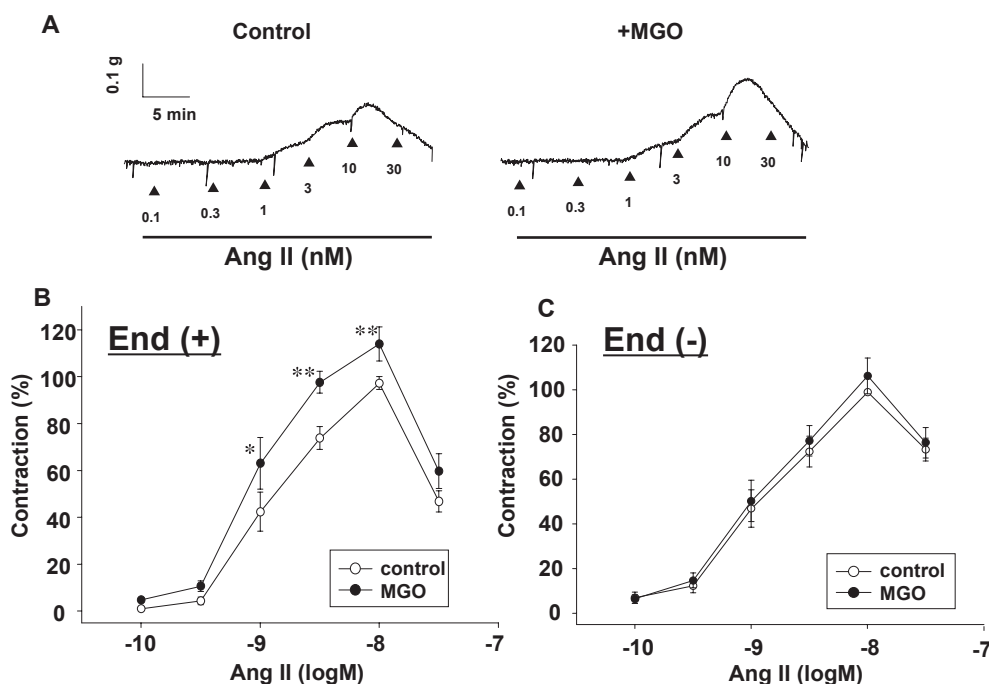 A
Control
+MGO
0.1 g
5 min
0.1
0.3
1
3
10
30
0.1
0.3
1
3
10
30
Ang II (nM)
Ang II (nM)
B
End (+)
120
100
80
60
40
20
0
Contraction (%)
*
**
**
control
MGO
-10
-9
-8
-7
Ang II (logM)
C
End (-)
120
100
80
60
40
20
0
Contraction (%)
control
MGO
-10
-9
-8
-7
Ang II (logM)